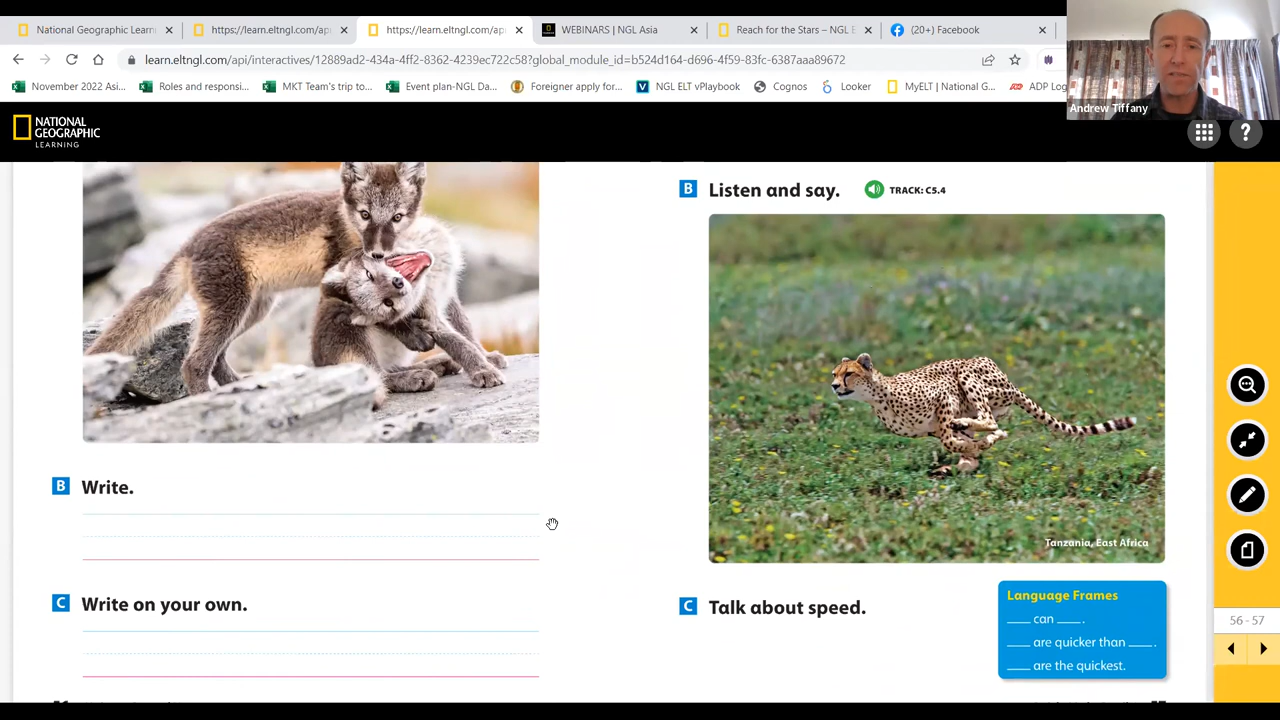 National Geographic Learni
https://learn.eltngl.com/ap
https://learn.eltngl.com/ap
WEBINARS | NGL Asia
Reach for the Stars – NGL E
(20+) Facebook
learn.eltngl.com/api/interactives/12889ad2-434a-4ff2-8362-4239ec722c58?global_module_id=b524d164-d696-4f59-83fc-6387aaa89672
November 2022 Asi...
Roles and responsi...
MKT Team's trip to...
Event plan-NGL Da...
Foreigner apply for...
NGL ELT vPlaybook
Cognos
Looker
MyELT | National G...
ADP Log
Andrew Tiffany
NATIONAL
GEOGRAPHIC
LEARNING
B Write.
C Write on your own.
B Listen and say. TRACK: C5.4
Tanzania, East Africa
C Talk about speed.
Language Frames
____ can ____ .
____ are quicker than ____ .
____ are the quickest.
56 - 57